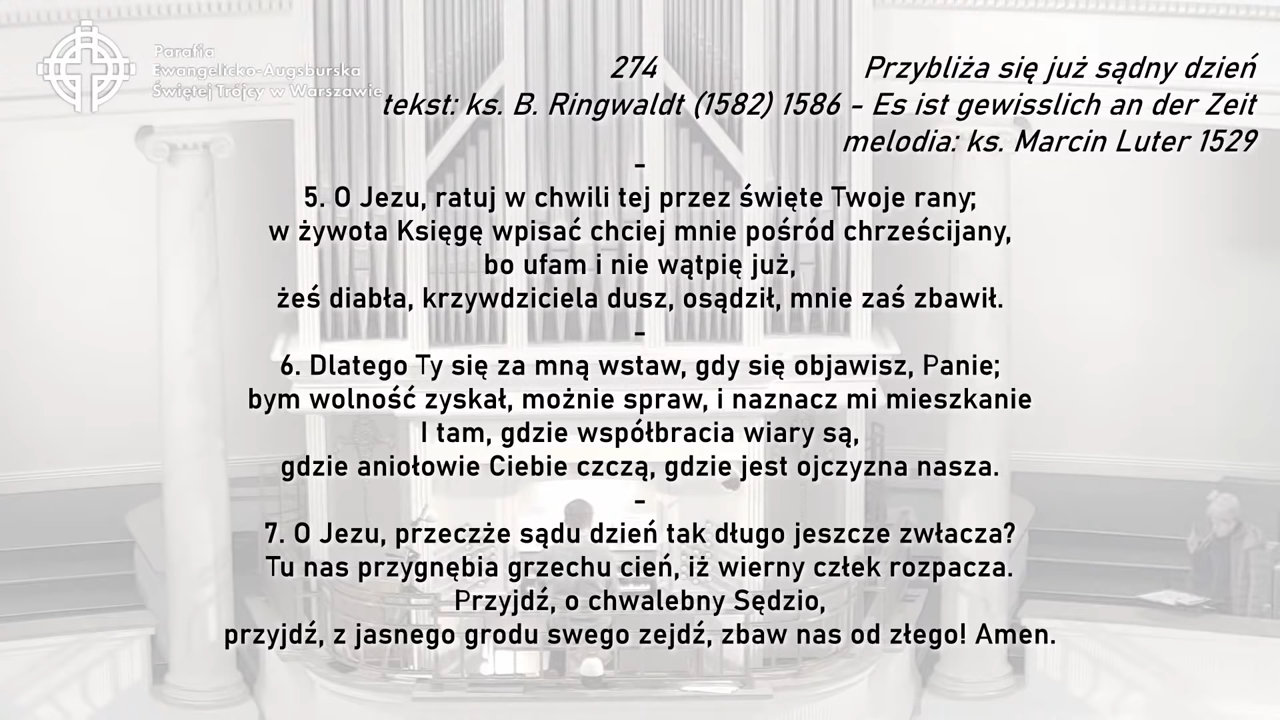 Parafia
Ewangelicko-Augsburska
Świętej Trójcy w Warszawie
274
Przybliża się już sądny dzień
tekst: ks. B. Ringwaldt (1582) 1586 - Es ist gewisslich an der Zeit
melodia: ks. Marcin Luter 1529
-
5. O Jezu, ratuj w chwili tej przez święte Twoje rany;
w żywota Księgę wpisać chciej mnie pośród chrześcijany,
bo ufam i nie wątpię już,
żeś diabła, krzywdziciela dusz, osądził, mnie zaś zbawił.
-
6. Dlatego Ty się za mną wstaw, gdy się objawisz, Panie;
bym wolność zyskał, możnie spraw, i naznacz mi mieszkanie
I tam, gdzie współbracia wiary są,
gdzie aniołowie Ciebie czczą, gdzie jest ojczyzna nasza.
-
7. O Jezu, przeczże sądu dzień tak długo jeszcze zwłacza?
Tu nas przygnębia grzechu cień, iż wierny człek rozpacza.
Przyjdź, o chwalebny Sędzio,
przyjdź, z jasnego grodu swego zejdź, zbaw nas od złego! Amen.